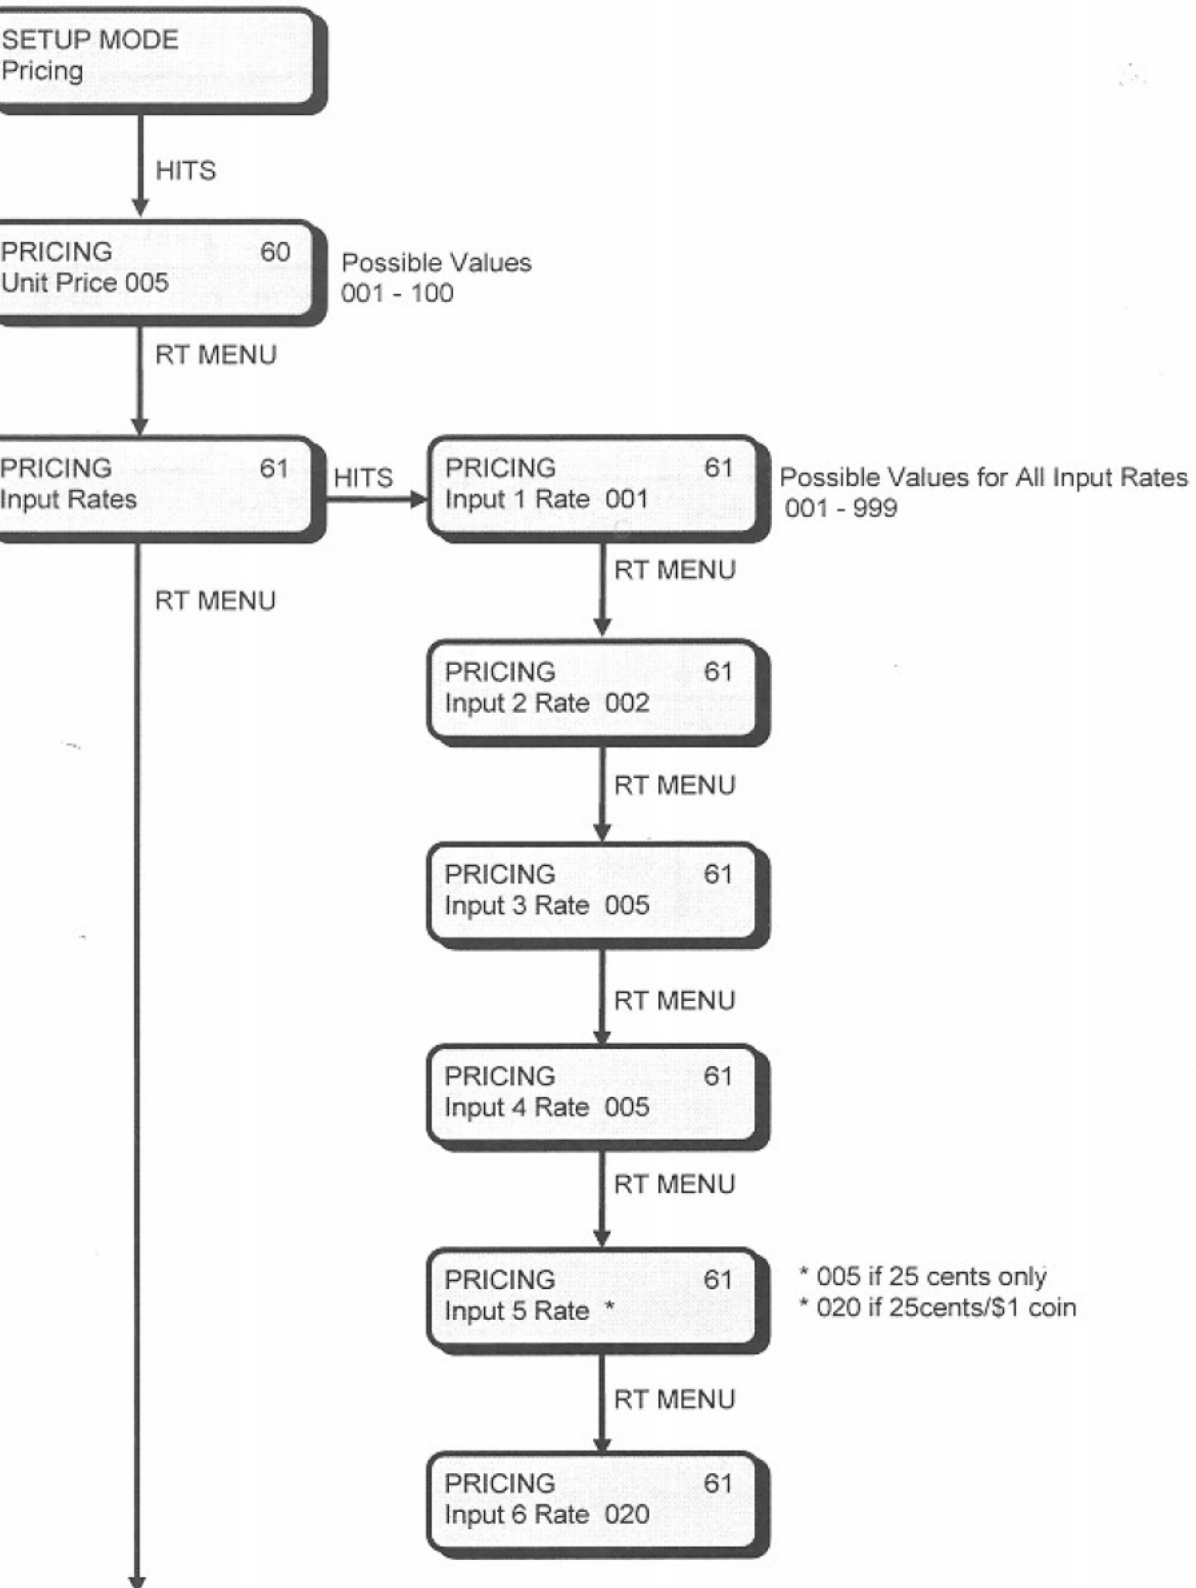 SETUP MODE
Pricing
HITS
PRICING 60
Unit Price 005
Possible Values
001 - 100
RT MENU
PRICING 61
Input Rates
HITS
PRICING 61
Input 1 Rate 001
Possible Values for All Input Rates
001 - 999
RT MENU
RT MENU
PRICING 61
Input 2 Rate 002
RT MENU
PRICING 61
Input 3 Rate 005
RT MENU
PRICING 61
Input 4 Rate 005
RT MENU
PRICING 61
Input 5 Rate *
* 005 if 25 cents only
* 020 if 25cents/$1 coin
RT MENU
PRICING 61
Input 6 Rate 020